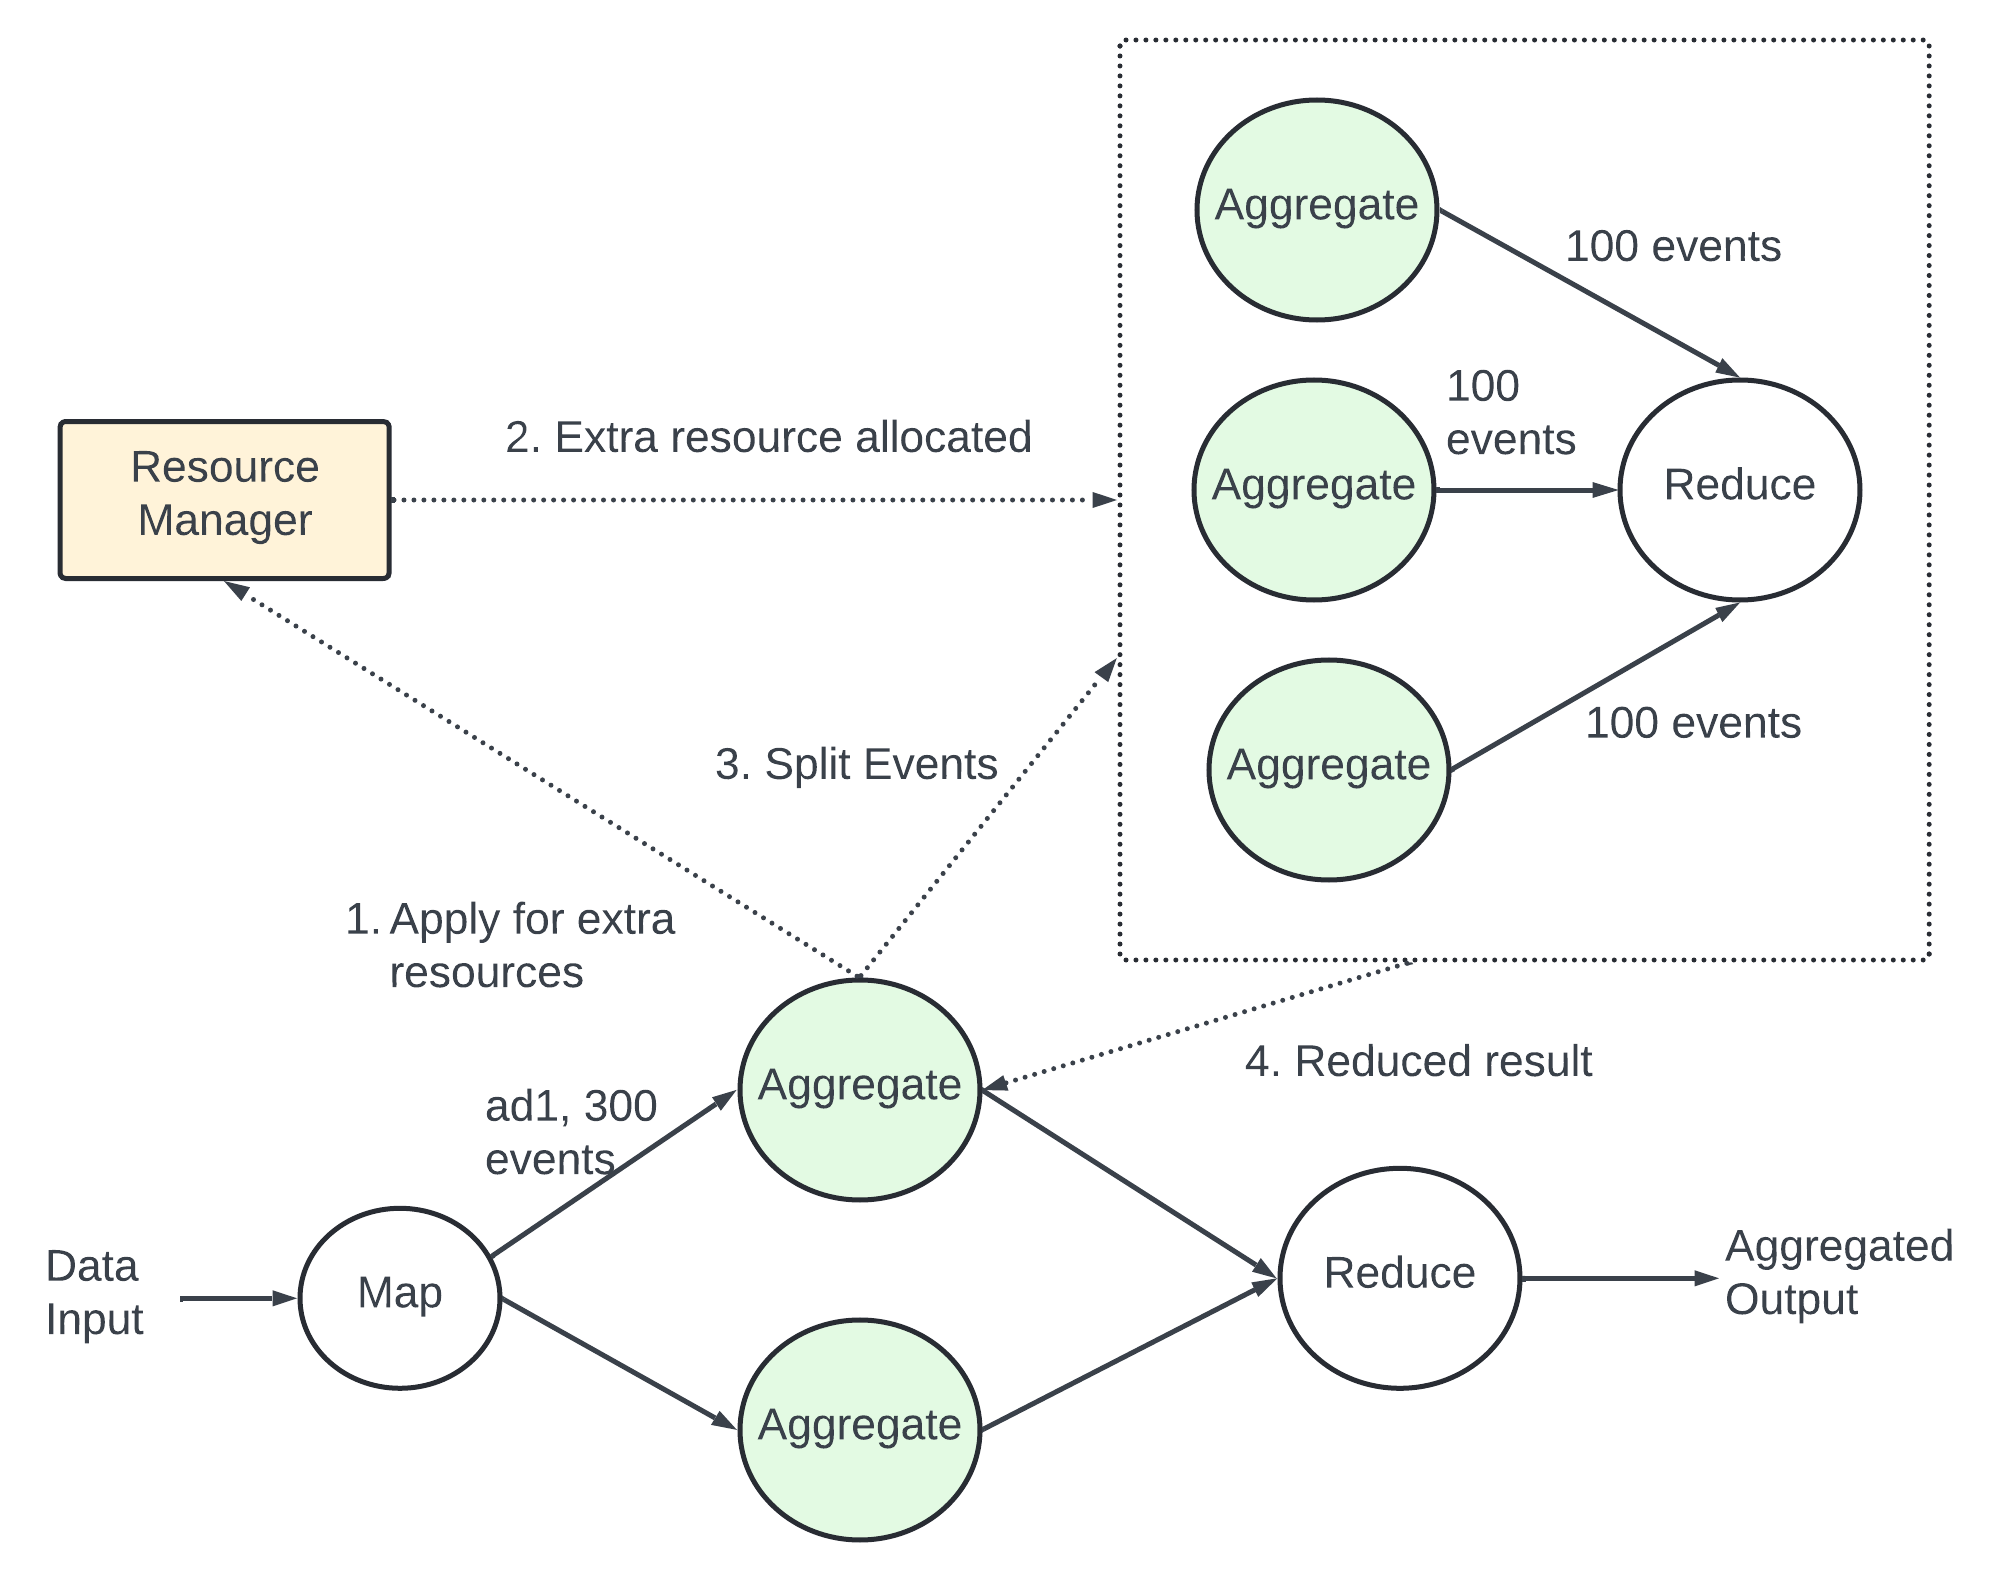 Aggregate
100 events
100
events
Aggregate
Reduce
Resource
Manager
2. Extra resource allocated
Aggregate
100 events
3. Split Events
1. Apply for extra
resources
4. Reduced result
Aggregate
ad1, 300
events
Data
Input
Map
Reduce
Aggregated
Output
Aggregate